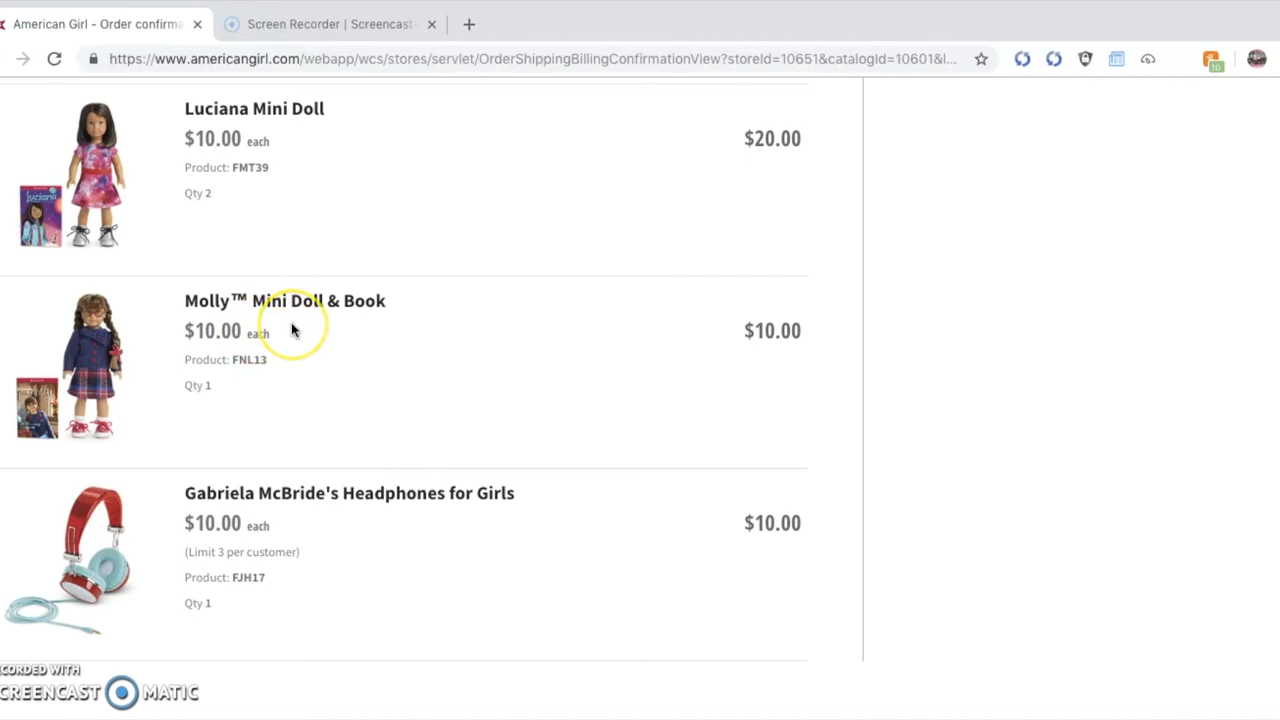 American Girl - Order confirma
Screen Recorder | Screencast-
https://www.americangirl.com/webapp/wcs/stores/servlet/OrderShippingBillingConfirmationView?storeId=10651&catalogId=10601&l...
10
Luciana Mini Doll
$10.00 each
$20.00
Product: FMT39
Qty 2
Luciana
Molly™ Mini Doll & Book
$10.00 each
$10.00
Product: FNL13
Qty 1
Gabriela McBride's Headphones for Girls
$10.00 each
$10.00
(Limit 3 per customer)
Product: FJH17
Qty 1
CORDED WITH
CREENCAST MATIC